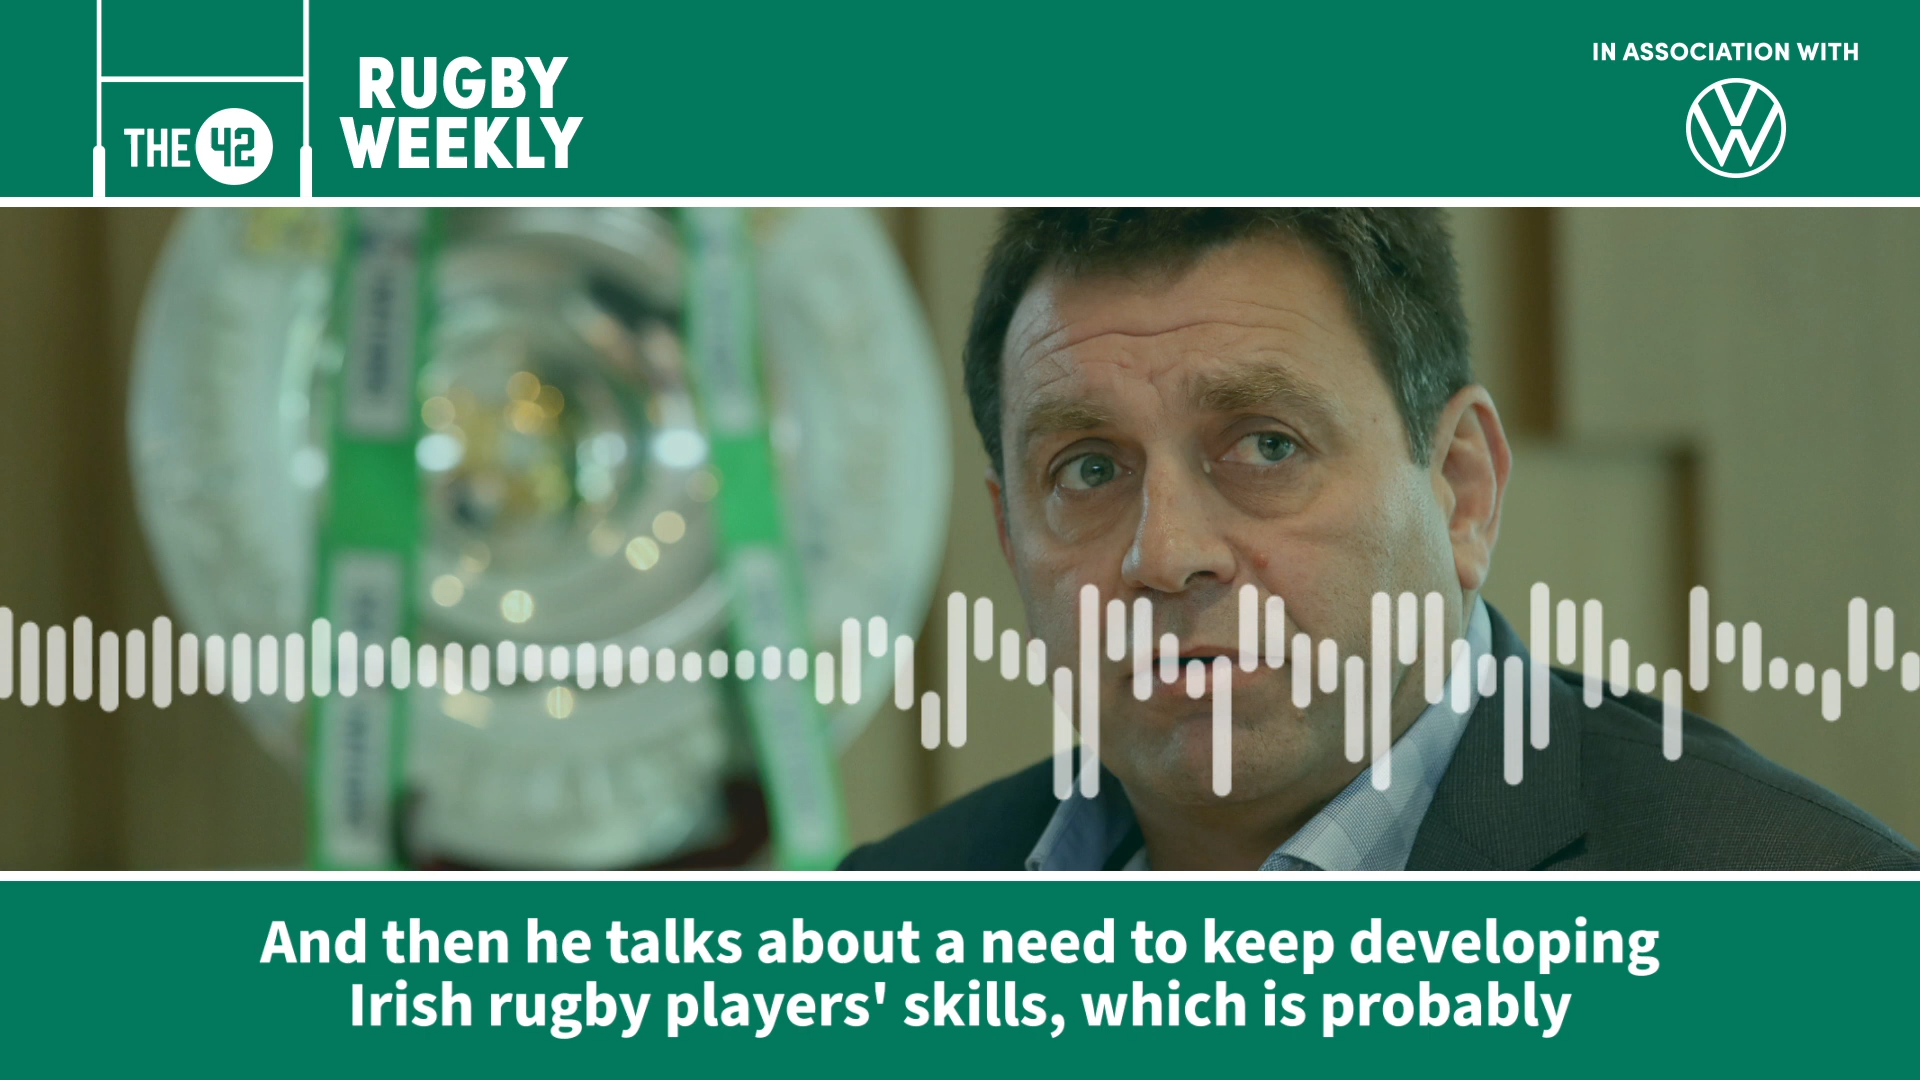 THE 42
RUGBY
WEEKLY
IN ASSOCIATION WITH
And then he talks about a need to keep developing
Irish rugby players' skills, which is probably